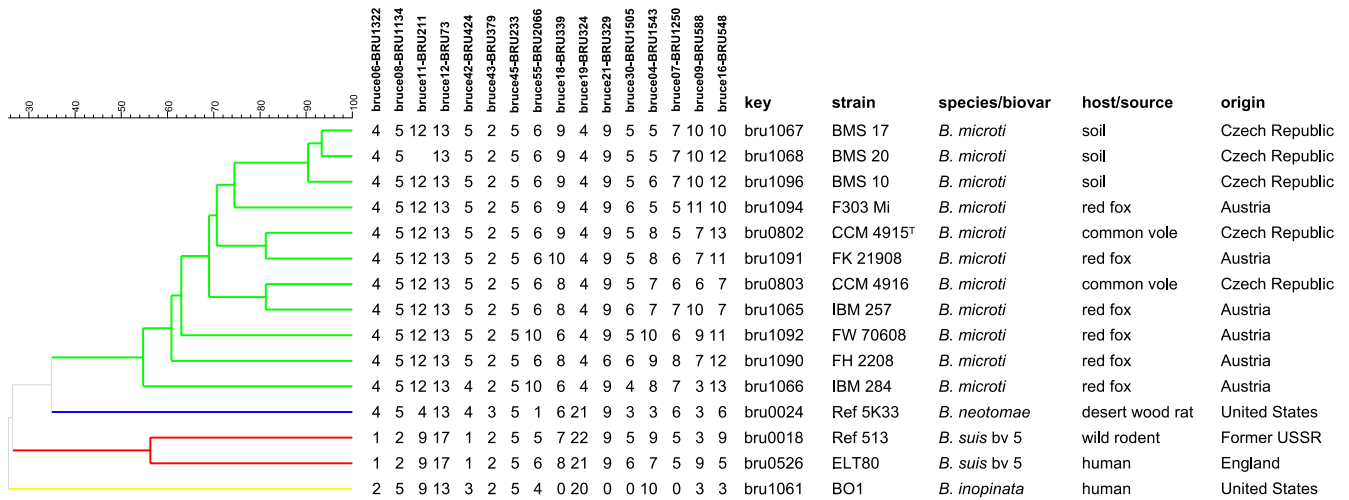 bruce06-BRU1322 bruce08-BRU1134 bruce11-BRU211 bruce12-BRU73 bruce42-BRU424 bruce43-BRU379 bruce45-BRU233 bruce55-BRU2066 bruce18-BRU339 bruce19-BRU324 bruce21-BRU329 bruce30-BRU1505 bruce04-BRU1543 bruce07-BRU1250 bruce09-BRU588 bruce16-BRU548
30 40 50 60 70 80 90 100
key strain species/biovar host/source origin
4 5 12 13 5 2 5 6 9 4 9 5 5 7 10 10 bru1067 BMS 17 B. microti soil Czech Republic
4 5 13 5 2 5 6 9 4 9 5 5 7 10 12 bru1068 BMS 20 B. microti soil Czech Republic
4 5 12 13 5 2 5 6 9 4 9 5 6 7 10 12 bru1096 BMS 10 B. microti soil Czech Republic
4 5 12 13 5 2 5 6 9 4 9 6 5 5 11 10 bru1094 F303 Mi B. microti red fox Austria
4 5 12 13 5 2 5 6 9 4 9 5 8 5 7 13 bru0802 CCM 4915ᵀ B. microti common vole Czech Republic
4 5 12 13 5 2 5 6 10 4 9 5 8 6 7 11 bru1091 FK 21908 B. microti red fox Austria
4 5 12 13 5 2 5 6 8 4 9 5 7 6 6 7 bru0803 CCM 4916 B. microti common vole Czech Republic
4 5 12 13 5 2 5 6 8 4 9 6 7 7 10 7 bru1065 IBM 257 B. microti red fox Austria
4 5 12 13 5 2 5 10 6 4 9 5 10 6 9 11 bru1092 FW 70608 B. microti red fox Austria
4 5 12 13 5 2 5 6 8 4 6 6 9 8 7 12 bru1090 FH 2208 B. microti red fox Austria
4 5 12 13 4 2 5 10 6 4 9 4 8 7 3 13 bru1066 IBM 284 B. microti red fox Austria
4 5 4 13 4 3 5 1 6 21 9 3 3 6 3 6 bru0024 Ref 5K33 B. neotomae desert wood rat United States
1 2 9 17 1 2 5 5 7 22 9 5 9 5 3 9 bru0018 Ref 513 B. suis bv 5 wild rodent Former USSR
1 2 9 17 1 2 5 6 8 21 9 6 7 5 9 5 bru0526 ELT80 B. suis bv 5 human England
2 5 9 13 3 2 5 4 0 20 0 0 10 0 3 3 bru1061 BO1 B. inopinata human United States